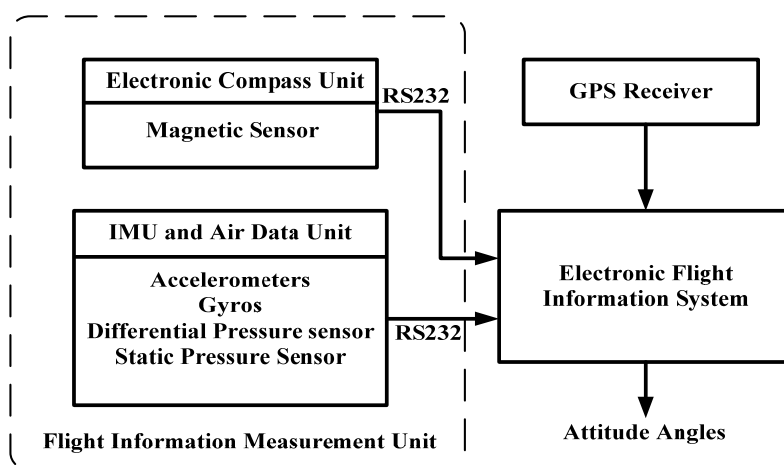 Electronic Compass Unit
Magnetic Sensor
RS232
GPS Receiver
IMU and Air Data Unit
Accelerometers
Gyros
Differential Pressure sensor
Static Pressure Sensor
RS232
Electronic Flight
Information System
Attitude Angles
Flight Information Measurement Unit